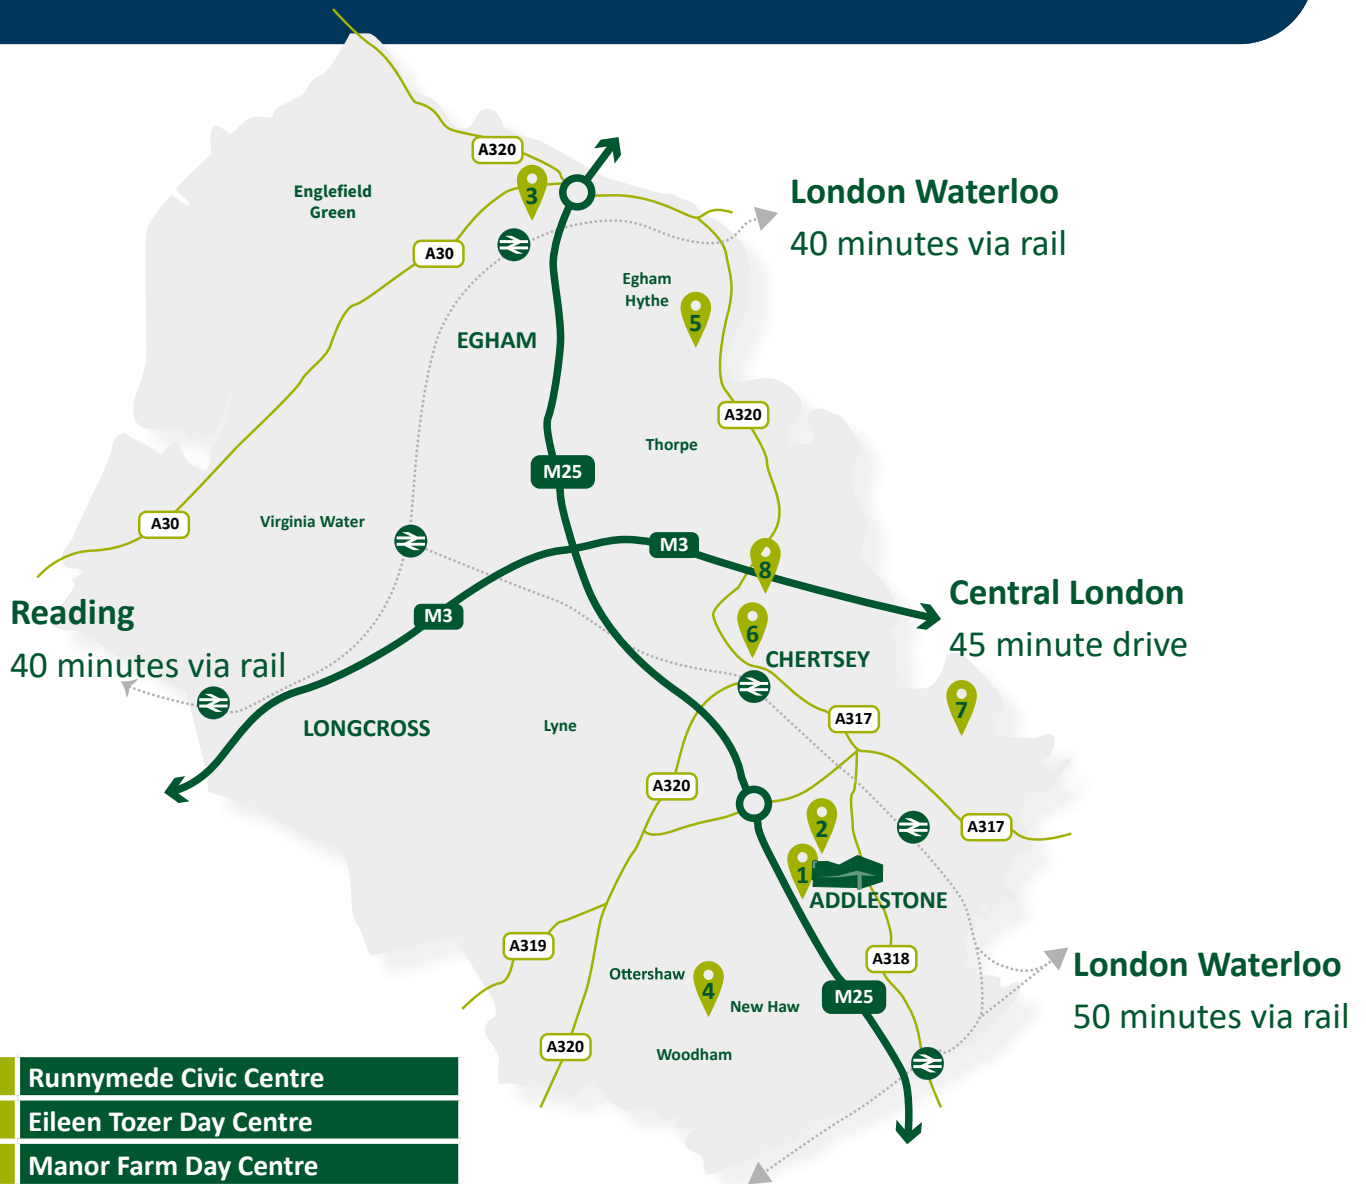 A320
3
Englefield
Green
London Waterloo
40 minutes via rail
A30
Egham
Hythe
5
EGHAM
A320
Thorpe
M25
A30
Virginia Water
M3
8
Reading
40 minutes via rail
M3
Central London
45 minute drive
6
CHERTSEY
7
LONGCROSS
Lyne
A317
A320
2
A317
1
ADDLESTONE
A319
A318
Ottershaw
4
New Haw
M25
London Waterloo
50 minutes via rail
A320
Woodham
Runnymede Civic Centre
Eileen Tozer Day Centre
Manor Farm Day Centre